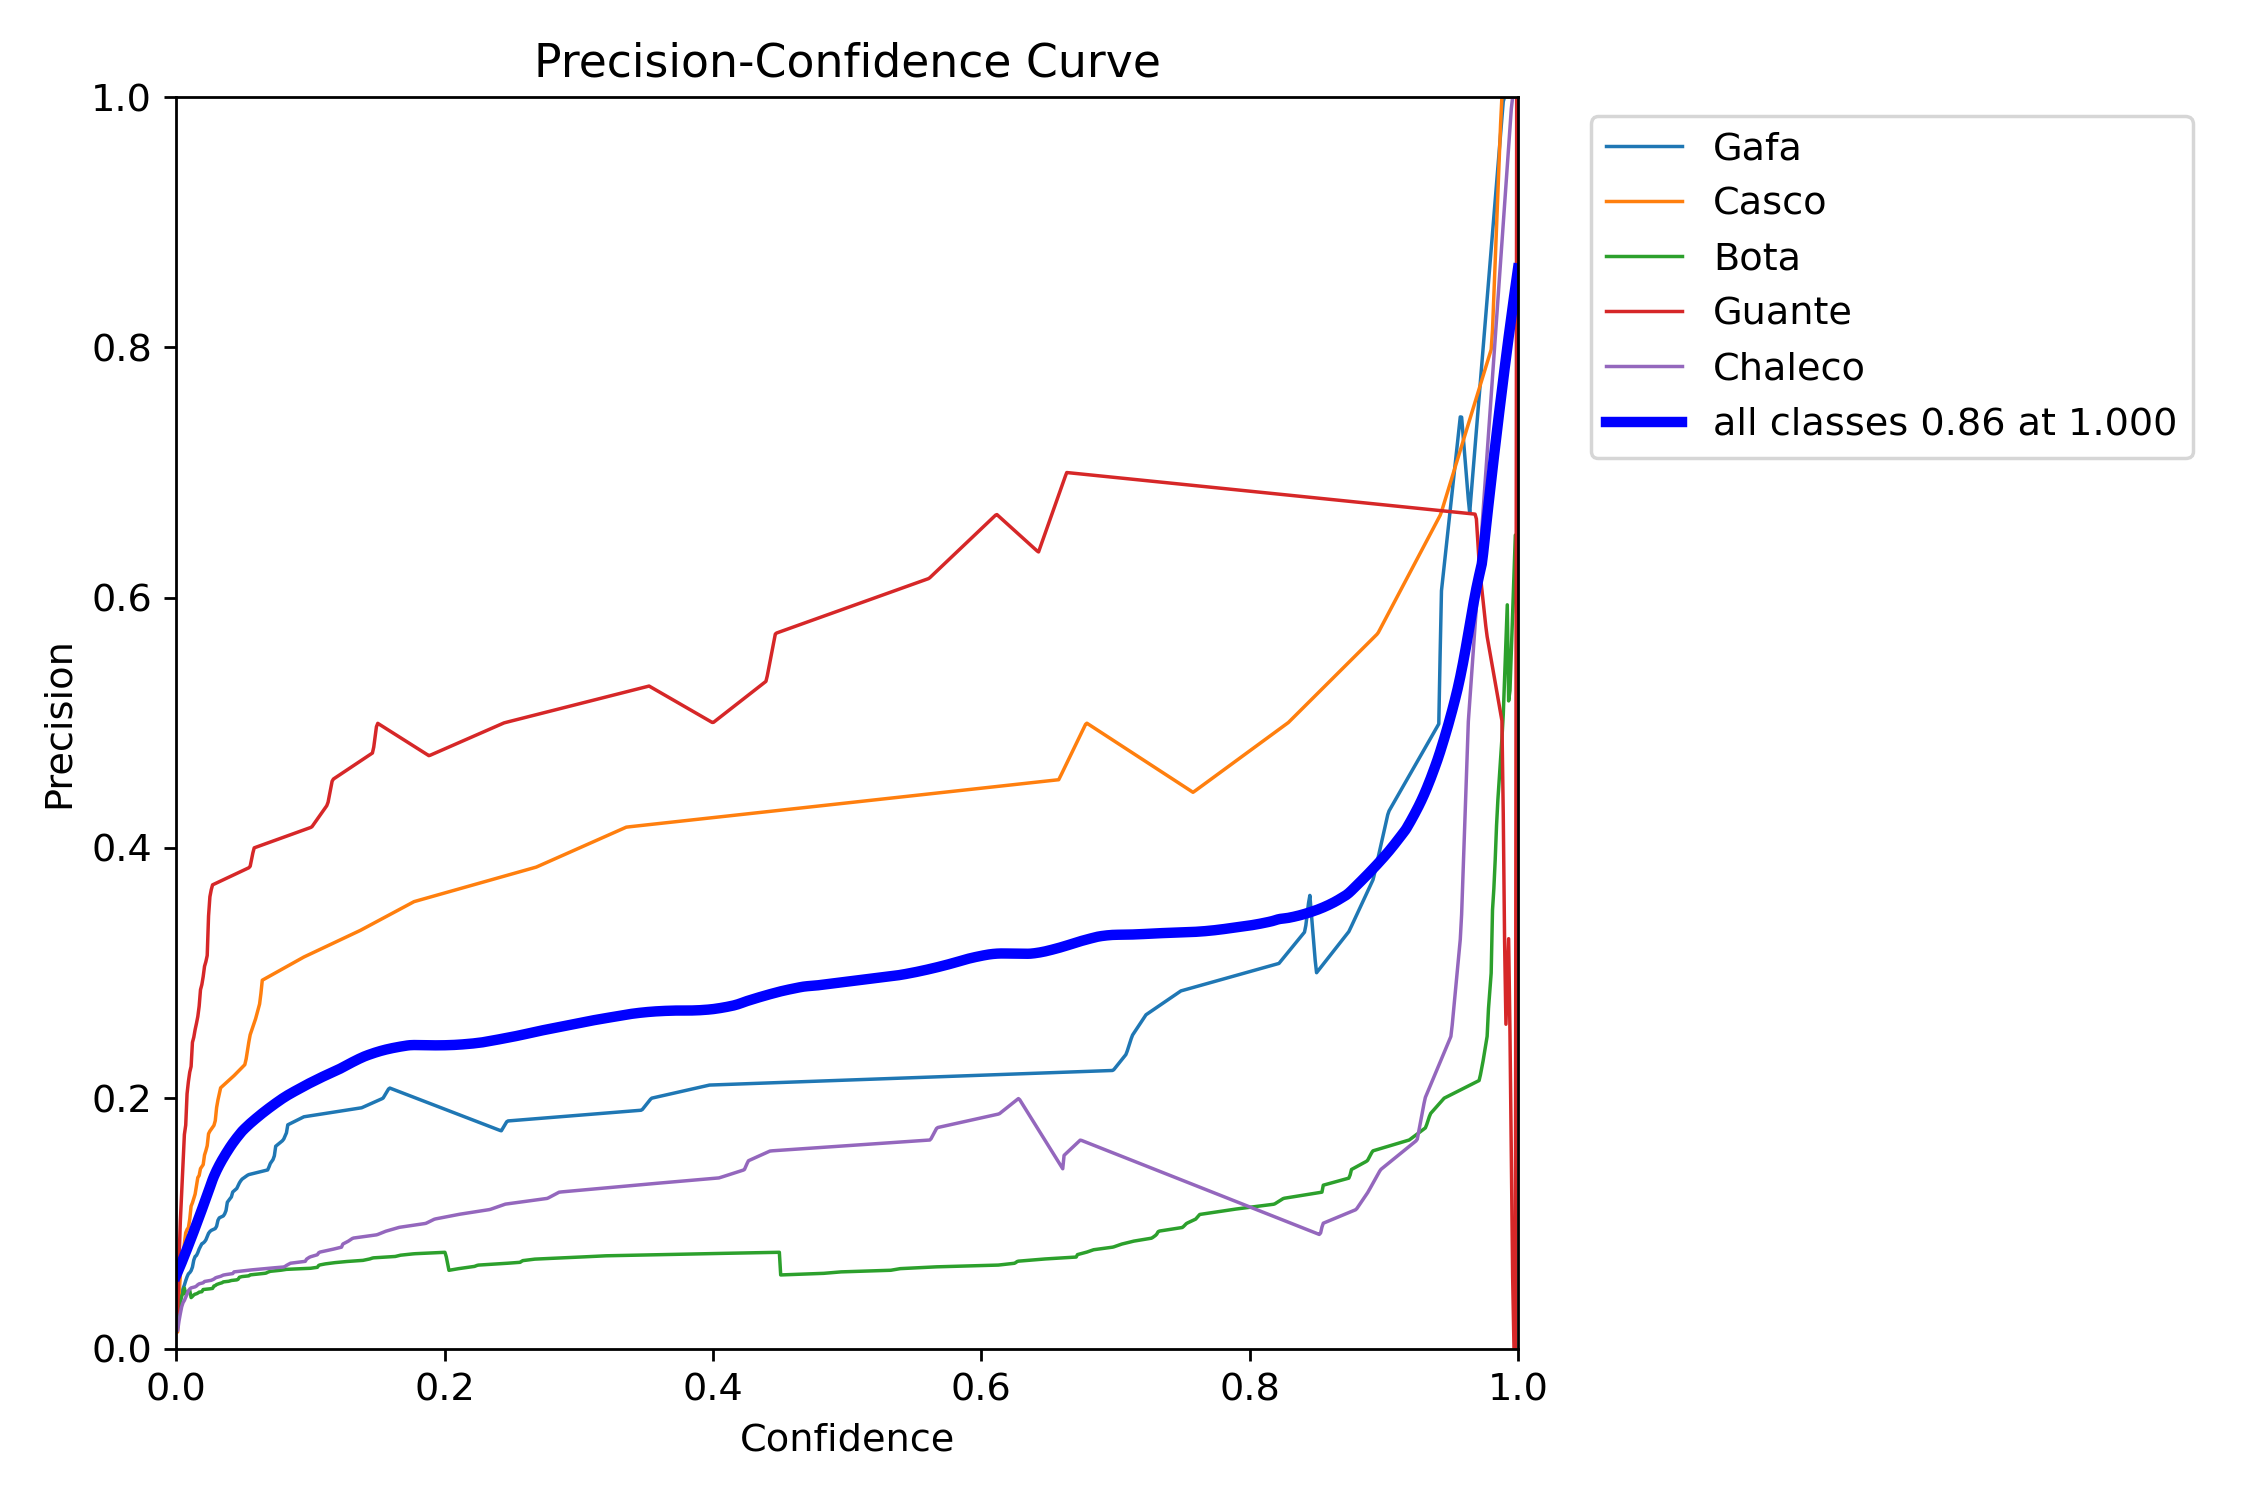 Precision-Confidence Curve
1.0
0.8
0.6
0.4
0.2
0.0
Precision
0.0 0.2 0.4 0.6 0.8 1.0
Confidence
Gafa
Casco
Bota
Guante
Chaleco
all classes 0.86 at 1.000